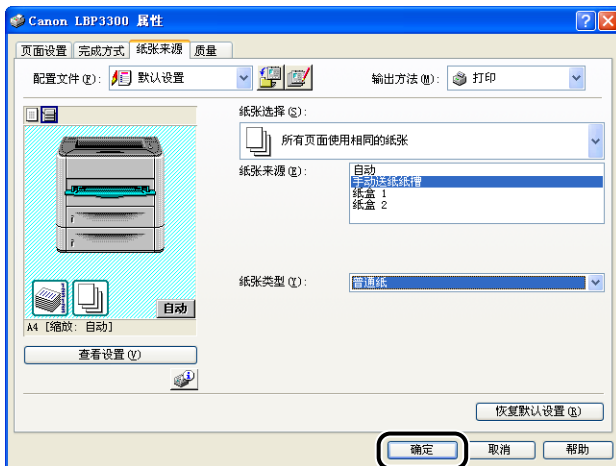 Canon LBP3300 属性
页面设置 完成方式 纸张来源 质量
配置文件(F): 默认设置 输出方法(M): 打印
纸张选择(S):
所有页面使用相同的纸张
纸张来源(E):
自动
手动送纸纸槽
纸盒 1
纸盒 2
纸张类型(Y): 普通纸
自动
A4 [缩放: 自动]
查看设置(V)
恢复默认设置(R)
确定 取消 帮助